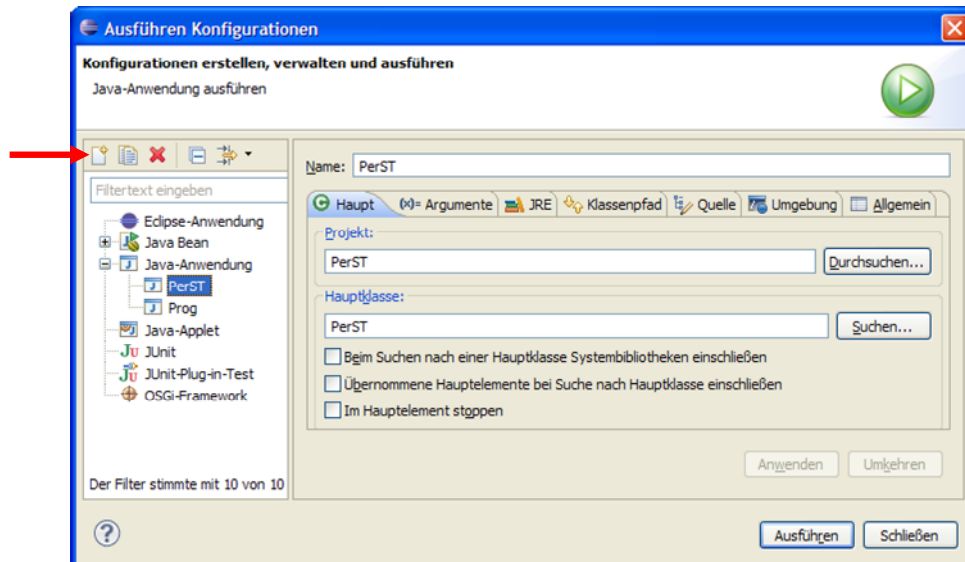 Ausführen Konfigurationen
Konfigurationen erstellen, verwalten und ausführen
Java-Anwendung ausführen
Filtertext eingeben
Eclipse-Anwendung
Java Bean
Java-Anwendung
PerST
Prog
Java-Applet
JUnit
JUnit-Plug-in-Test
OSGi-Framework
Der Filter stimmte mit 10 von 10
Name: PerST
Haupt (x)= Argumente JRE Klassenpfad Quelle Umgebung Allgemein
Projekt:
PerST Durchsuchen...
Hauptklasse:
PerST Suchen...
Beim Suchen nach einer Hauptklasse Systembibliotheken einschließen
Übernommene Hauptelemente bei Suche nach Hauptklasse einschließen
Im Hauptelement stoppen
Anwenden Umkehren
Ausführen Schließen